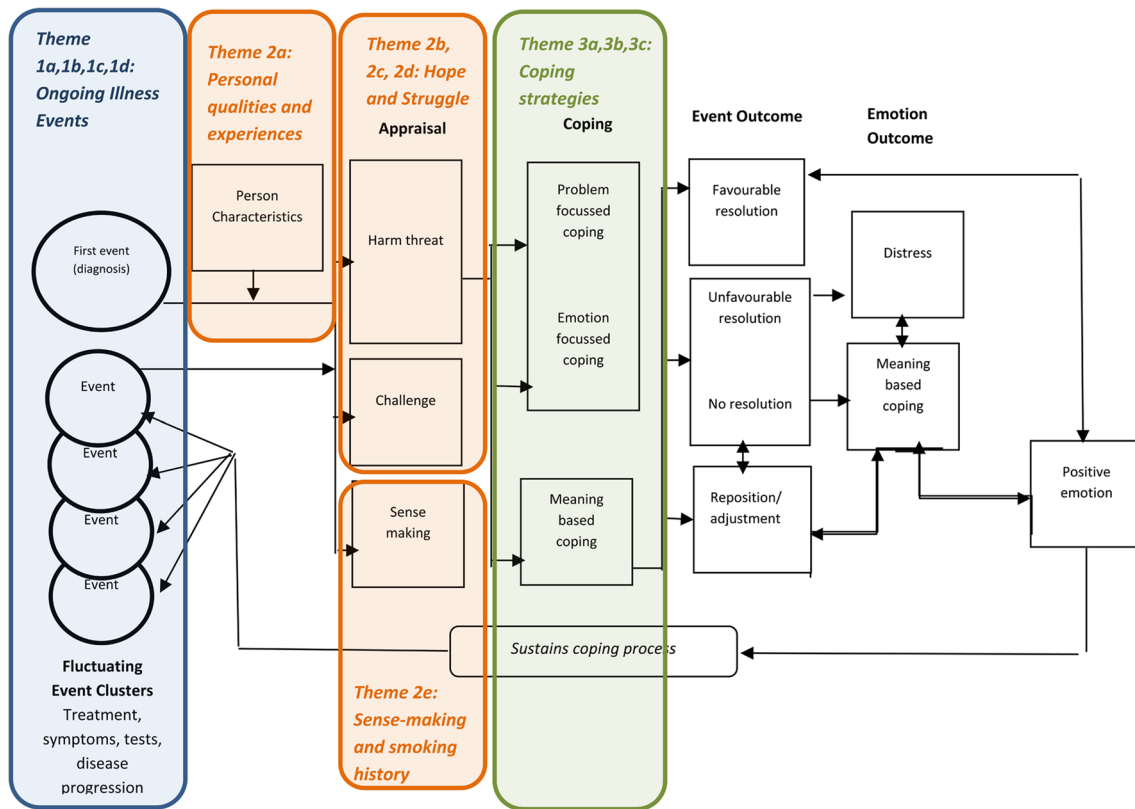 Theme
1a,1b,1c,1d:
Ongoing Illness
Events
First event
(diagnosis)
Event
Event
Event
Event
Fluctuating
Event Clusters
Treatment,
symptoms, tests,
disease
progression
Theme 2a:
Personal
qualities and
experiences
Person
Characteristics
Theme 2b,
2c, 2d: Hope
and Struggle
Appraisal
Harm threat
Challenge
Sense
making
Theme 2e:
Sense-making
and smoking
history
Theme 3a,3b,3c:
Coping
strategies
Coping
Problem
focussed
coping
Emotion
focussed
coping
Meaning
based
coping
Sustains coping process
Event Outcome
Favourable
resolution
Unfavourable
resolution
No resolution
Reposition/
adjustment
Emotion
Outcome
Distress
Meaning
based
coping
Positive
emotion